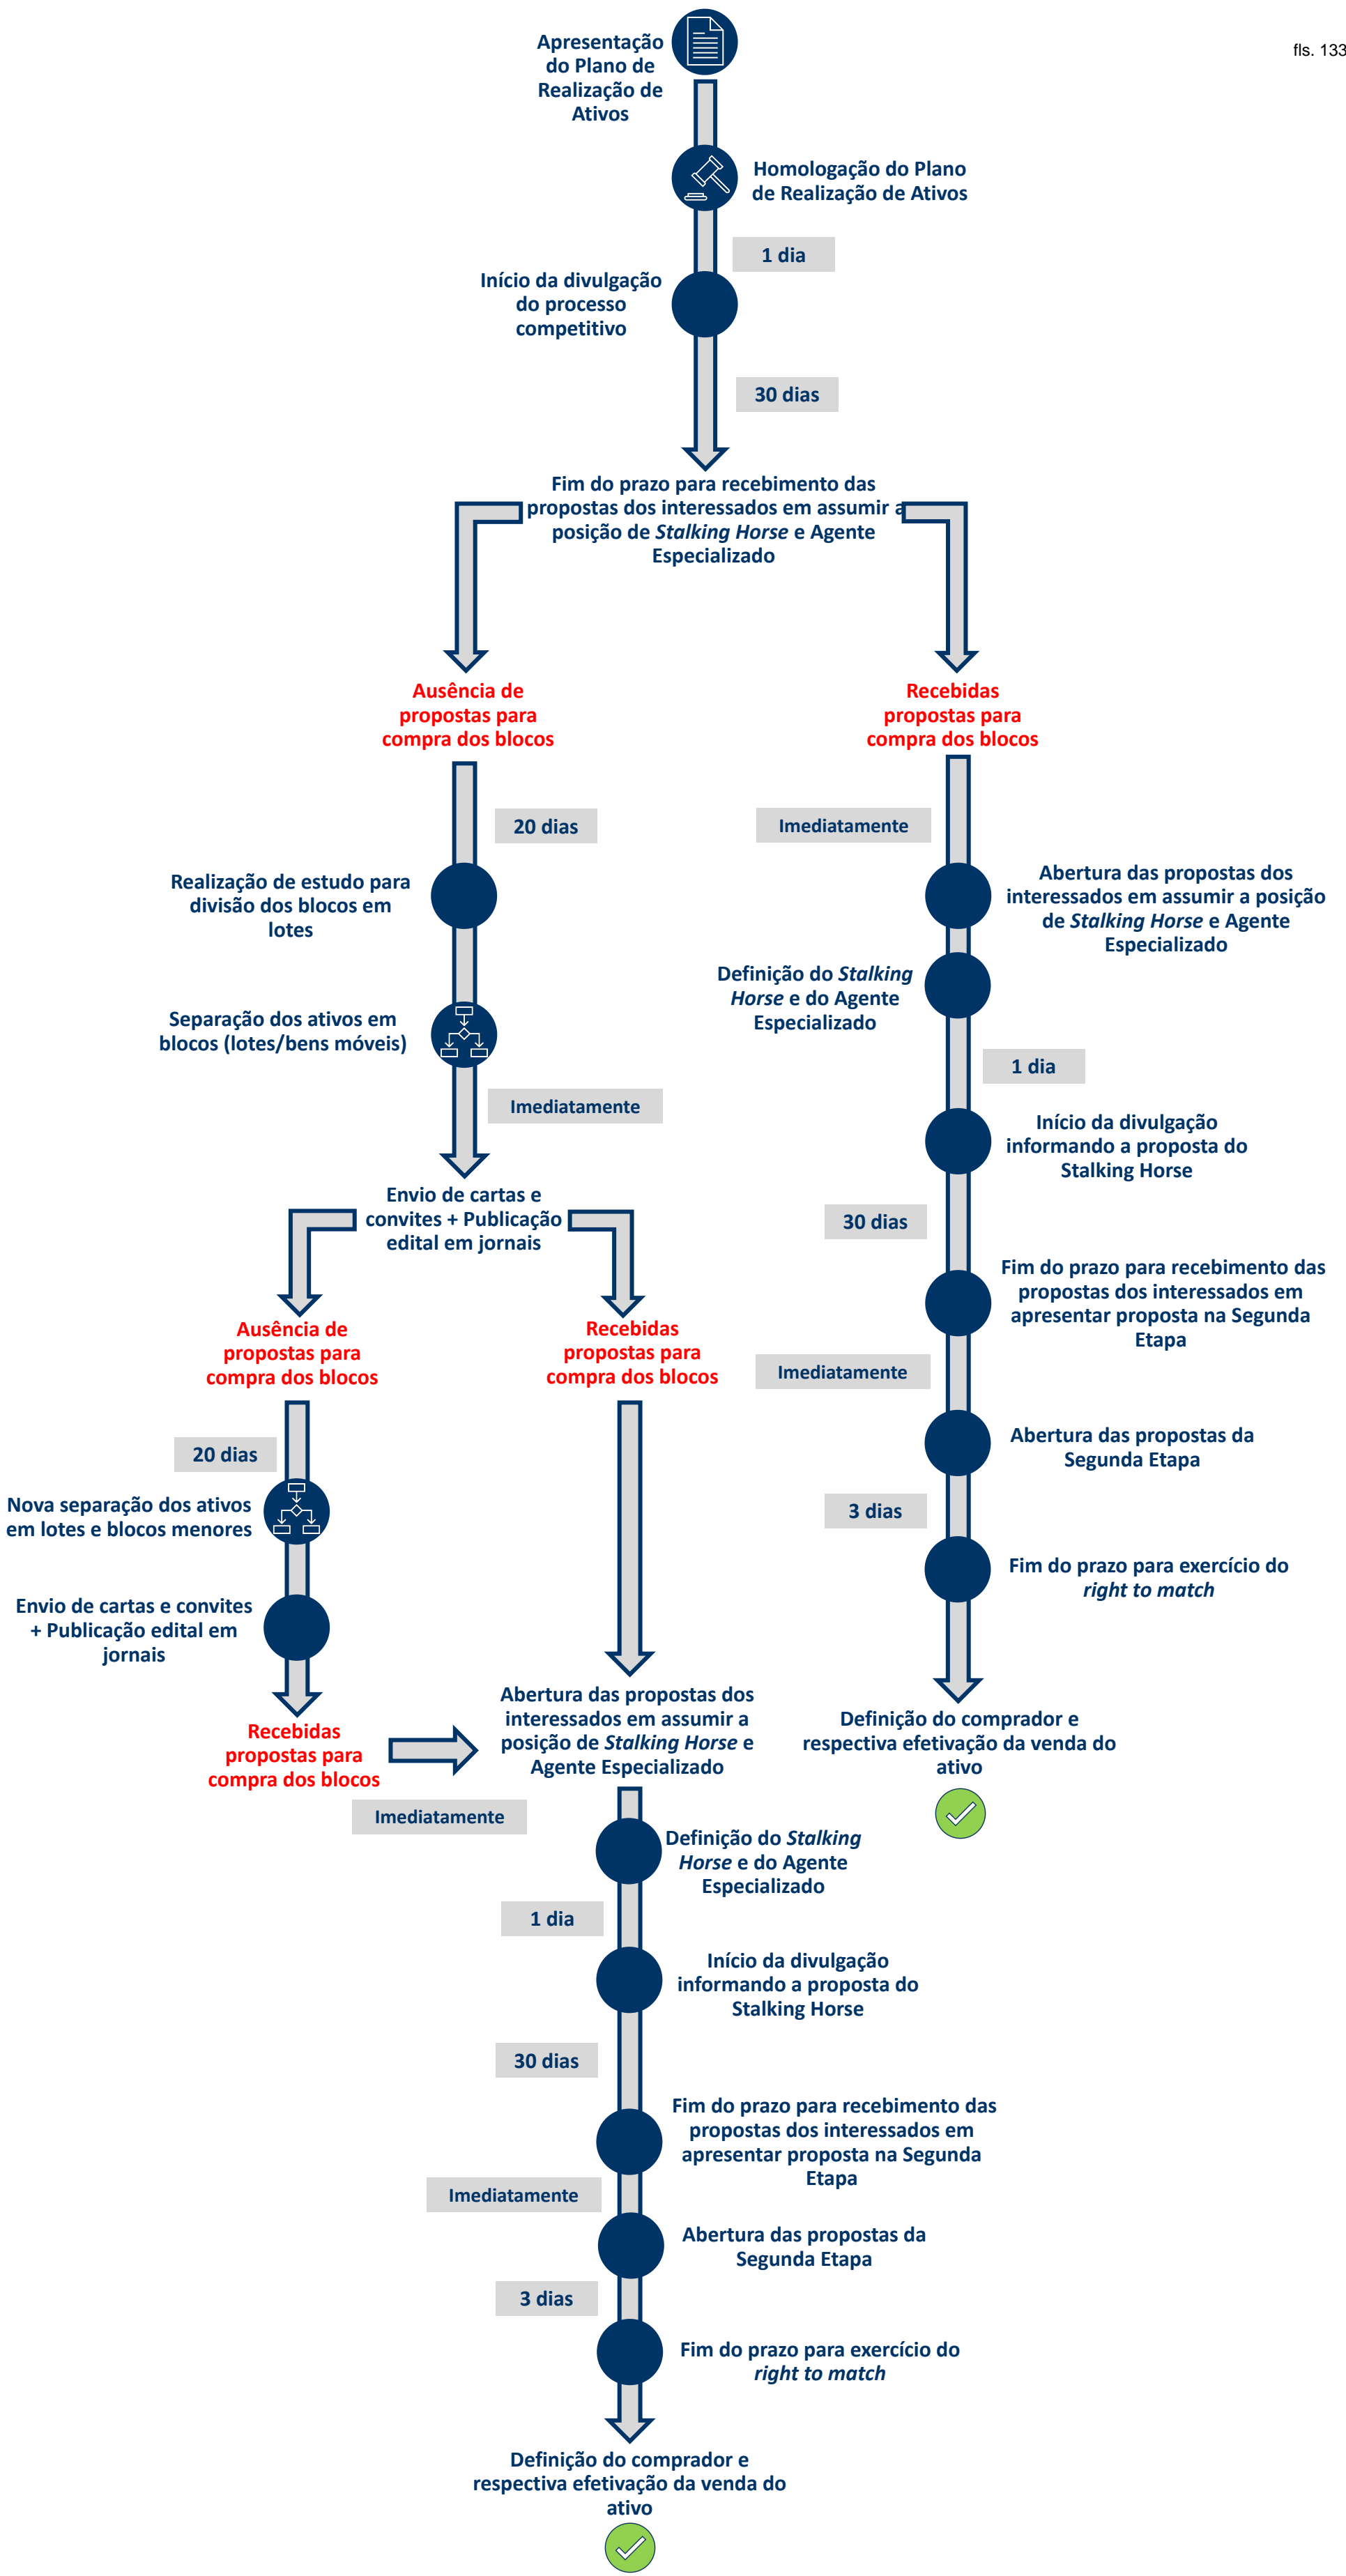 fls. 133
Apresentação
do Plano de
Realização de
Ativos
Homologação do Plano
de Realização de Ativos
1 dia
Início da divulgação
do processo
competitivo
30 dias
Fim do prazo para recebimento das
propostas dos interessados em assumir a
posição de Stalking Horse e Agente
Especializado
Ausência de
propostas para
compra dos blocos
20 dias
Realização de estudo para
divisão dos blocos em
lotes
Separação dos ativos em
blocos (lotes/bens móveis)
Imediatamente
Envio de cartas e
convites + Publicação
edital em jornais
Ausência de
propostas para
compra dos blocos
20 dias
Nova separação dos ativos
em lotes e blocos menores
Envio de cartas e convites
+ Publicação edital em
jornais
Recebidas
propostas para
compra dos blocos
Imediatamente
Recebidas
propostas para
compra dos blocos
Abertura das propostas dos
interessados em assumir a
posição de Stalking Horse e
Agente Especializado
Definição do Stalking
Horse e do Agente
Especializado
1 dia
Início da divulgação
informando a proposta do
Stalking Horse
30 dias
Fim do prazo para recebimento das
propostas dos interessados em
apresentar proposta na Segunda
Etapa
Imediatamente
Abertura das propostas da
Segunda Etapa
3 dias
Fim do prazo para exercício do
right to match
Definição do comprador e
respectiva efetivação da venda do
ativo
Recebidas
propostas para
compra dos blocos
Imediatamente
Abertura das propostas dos
interessados em assumir a posição
de Stalking Horse e Agente
Especializado
Definição do Stalking
Horse e do Agente
Especializado
1 dia
Início da divulgação
informando a proposta do
Stalking Horse
30 dias
Fim do prazo para recebimento das
propostas dos interessados em
apresentar proposta na Segunda
Etapa
Imediatamente
Abertura das propostas da
Segunda Etapa
3 dias
Fim do prazo para exercício do
right to match
Definição do comprador e
respectiva efetivação da venda do
ativo